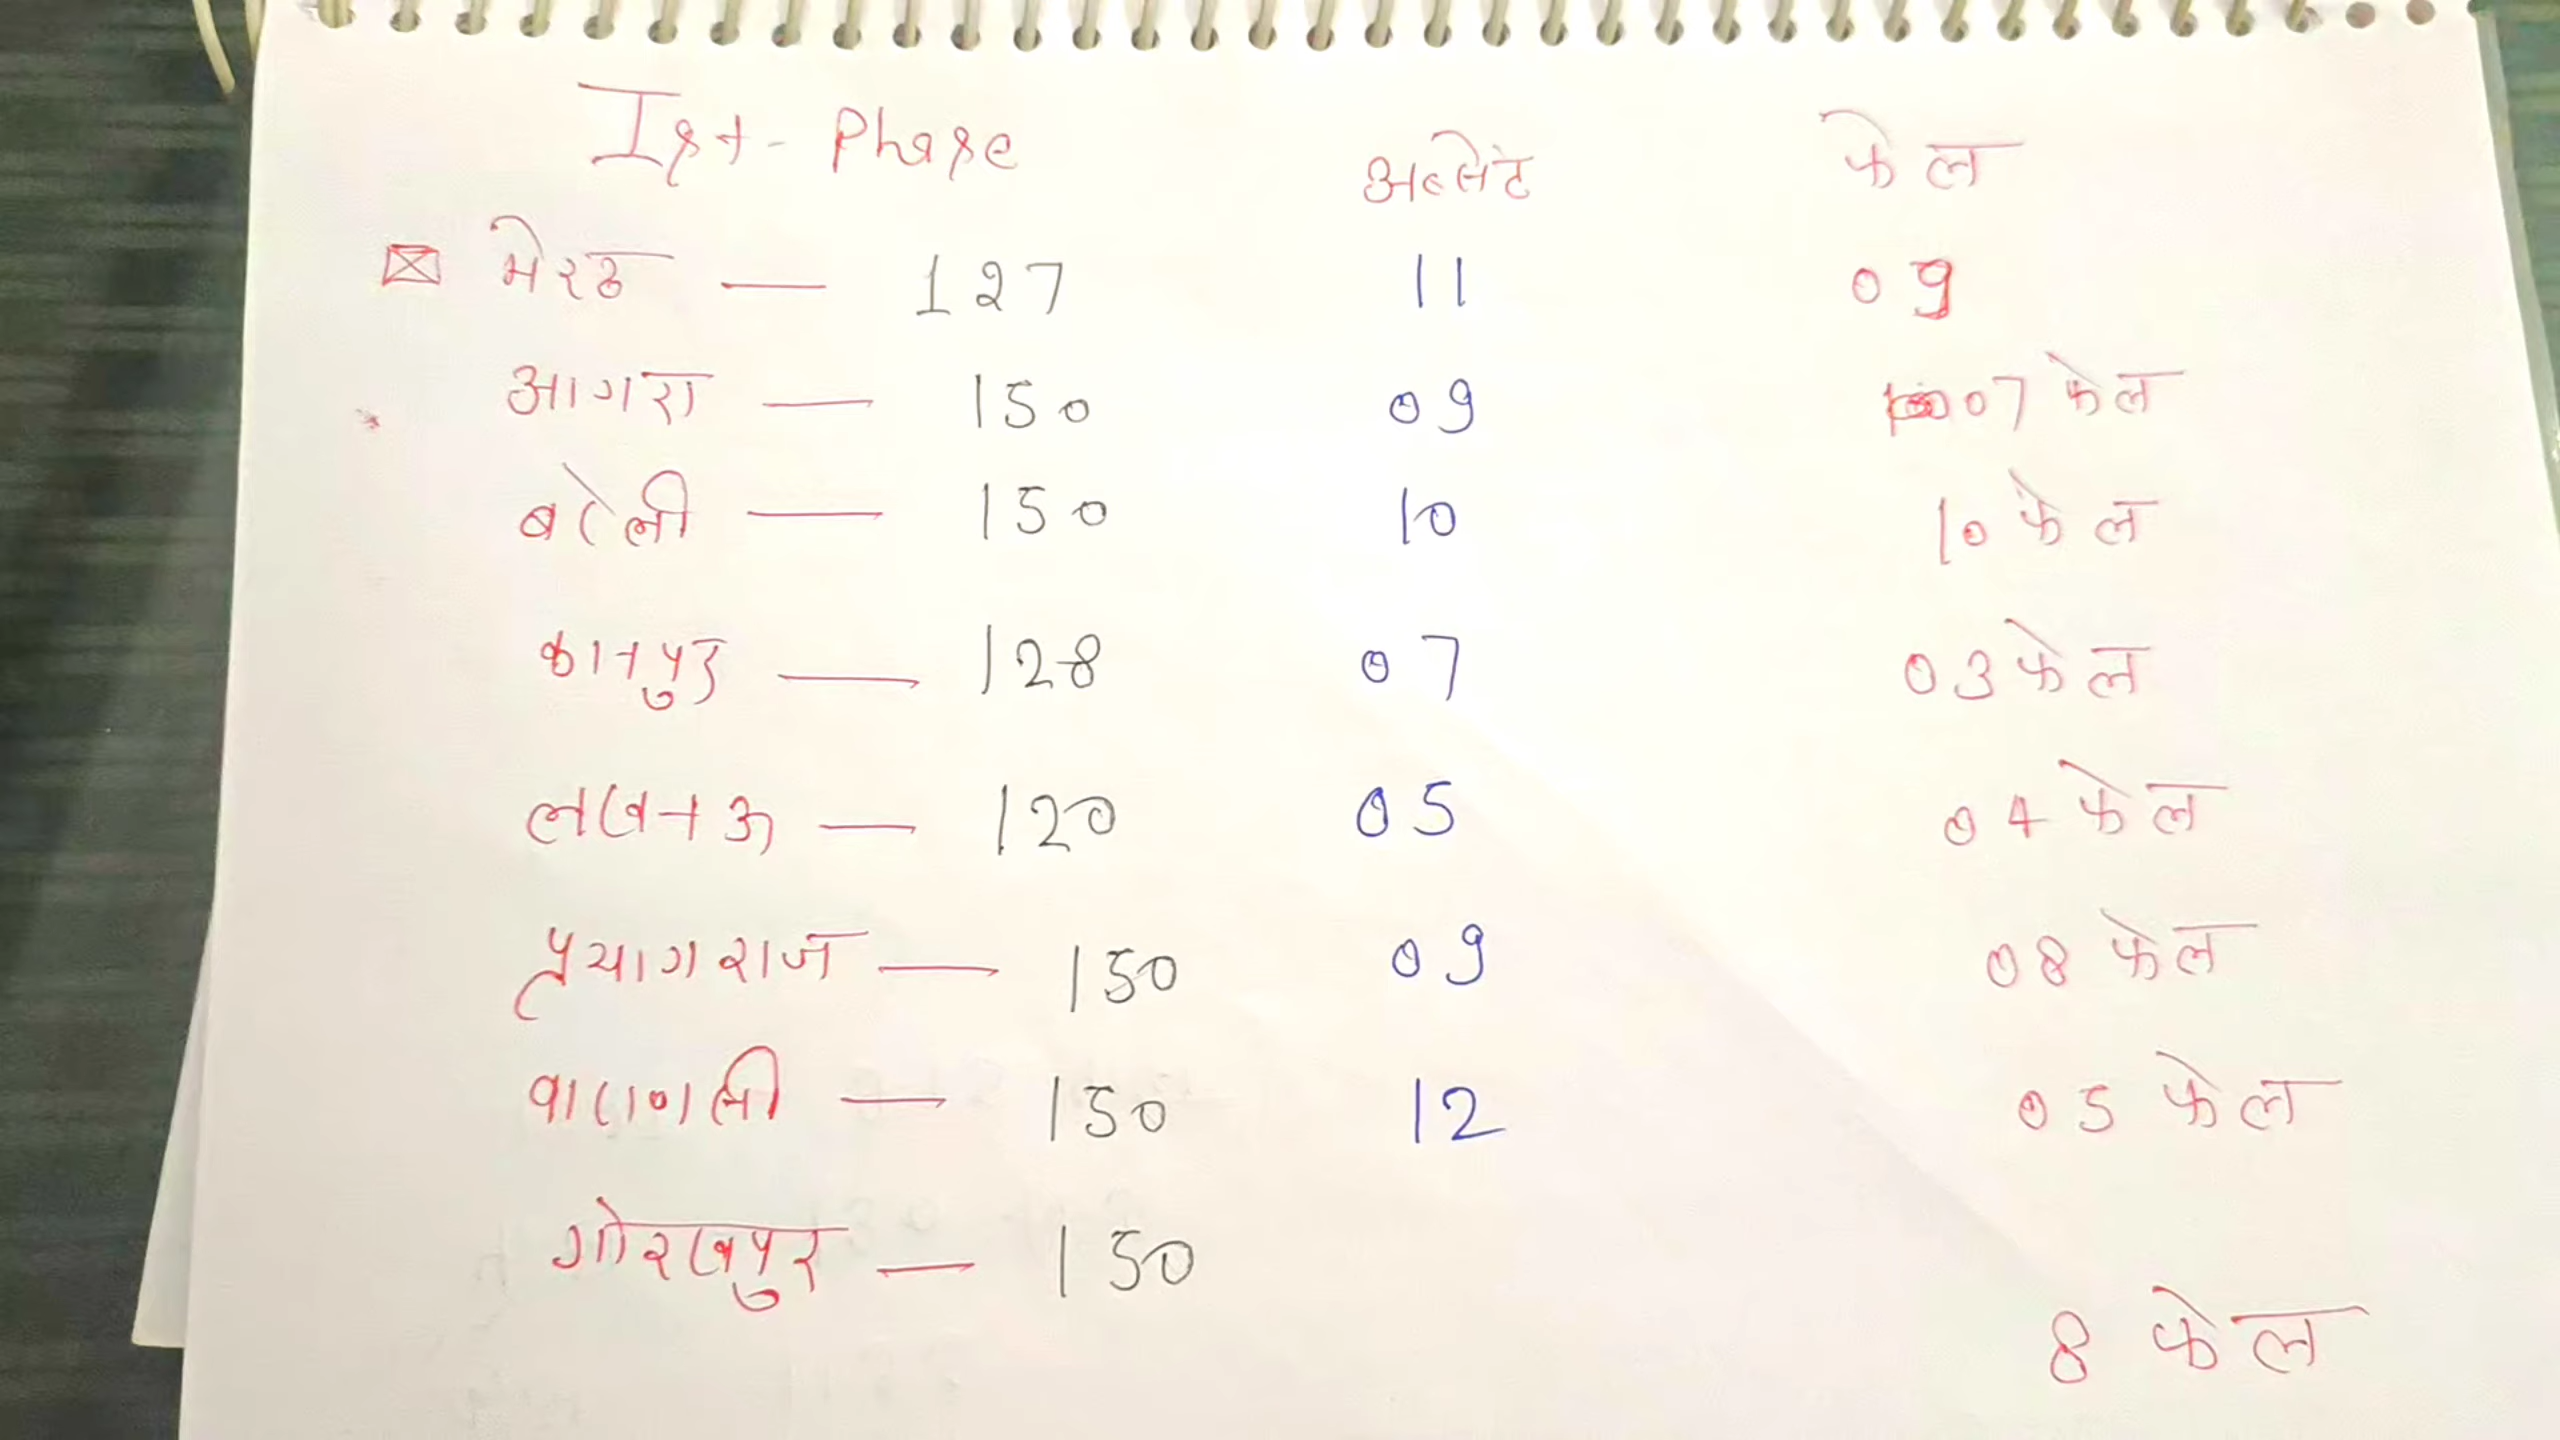 Ist - Phase अब्सेंट फेल
मेरठ — 127 11 09
आगरा — 150 09 07 फेल
बरेली — 150 10 10 फेल
कानपुर — 128 07 03 फेल
लखनऊ — 120 05 04 फेल
प्रयागराज — 150 09 08 फेल
वाराणसी — 150 12 05 फेल
गोरखपुर — 150
8 फेल